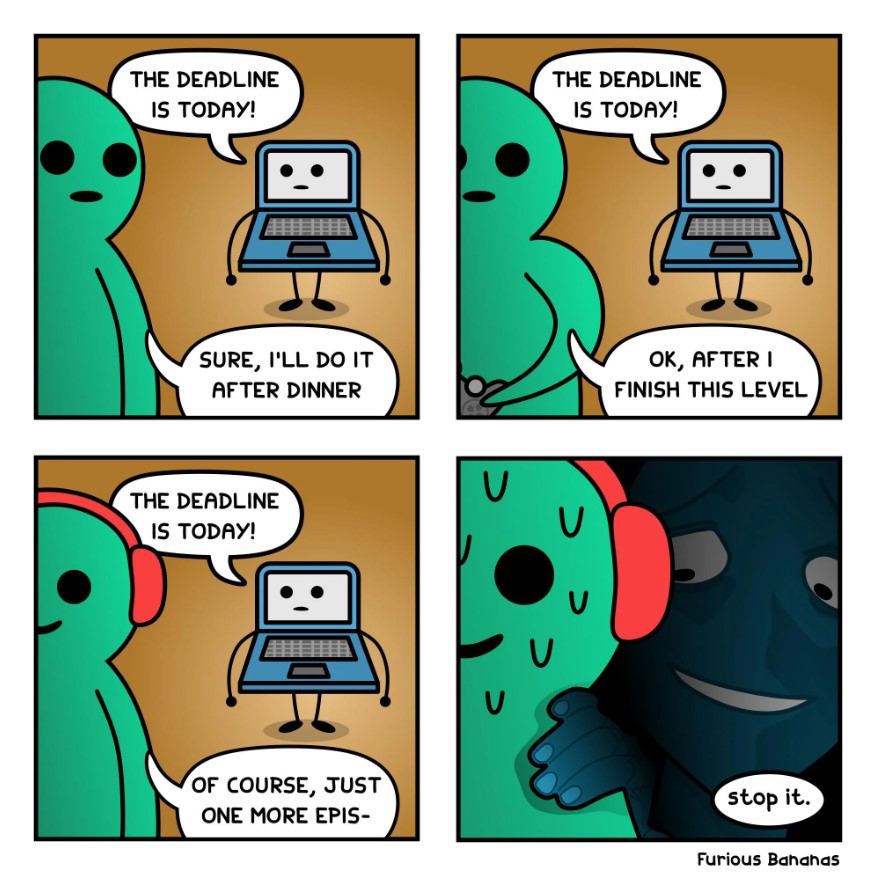 THE DEADLINE
IS TODAY!
SURE, I'LL DO IT
AFTER DINNER
THE DEADLINE
IS TODAY!
OK, AFTER I
FINISH THIS LEVEL
THE DEADLINE
IS TODAY!
OF COURSE, JUST
ONE MORE EPIS-
stop it.
Furious Bananas